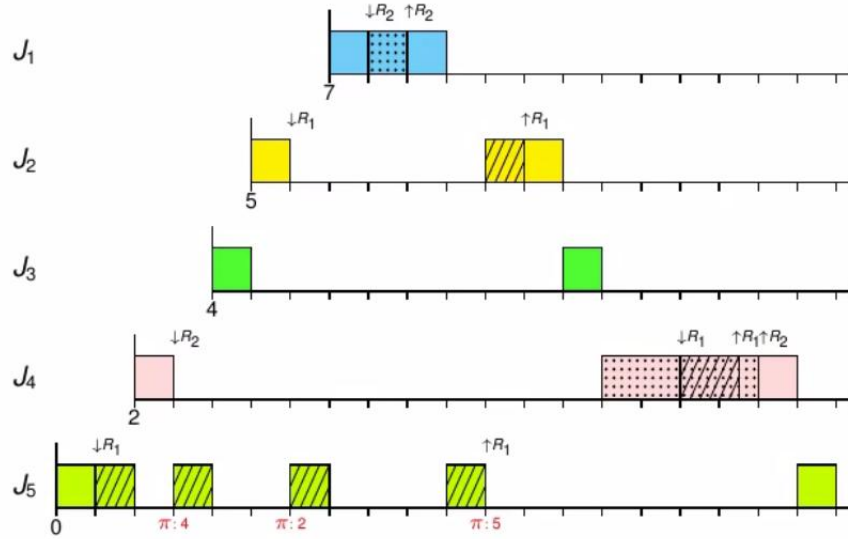 ↓R₂ ↑R₂
J₁
7
↓R₁ ↑R₁
J₂
5
J₃
4
↓R₂ ↓R₁ ↑R₁↑R₂
J₄
2
↓R₁ ↑R₁
J₅
0 π:4 π:2 π:5